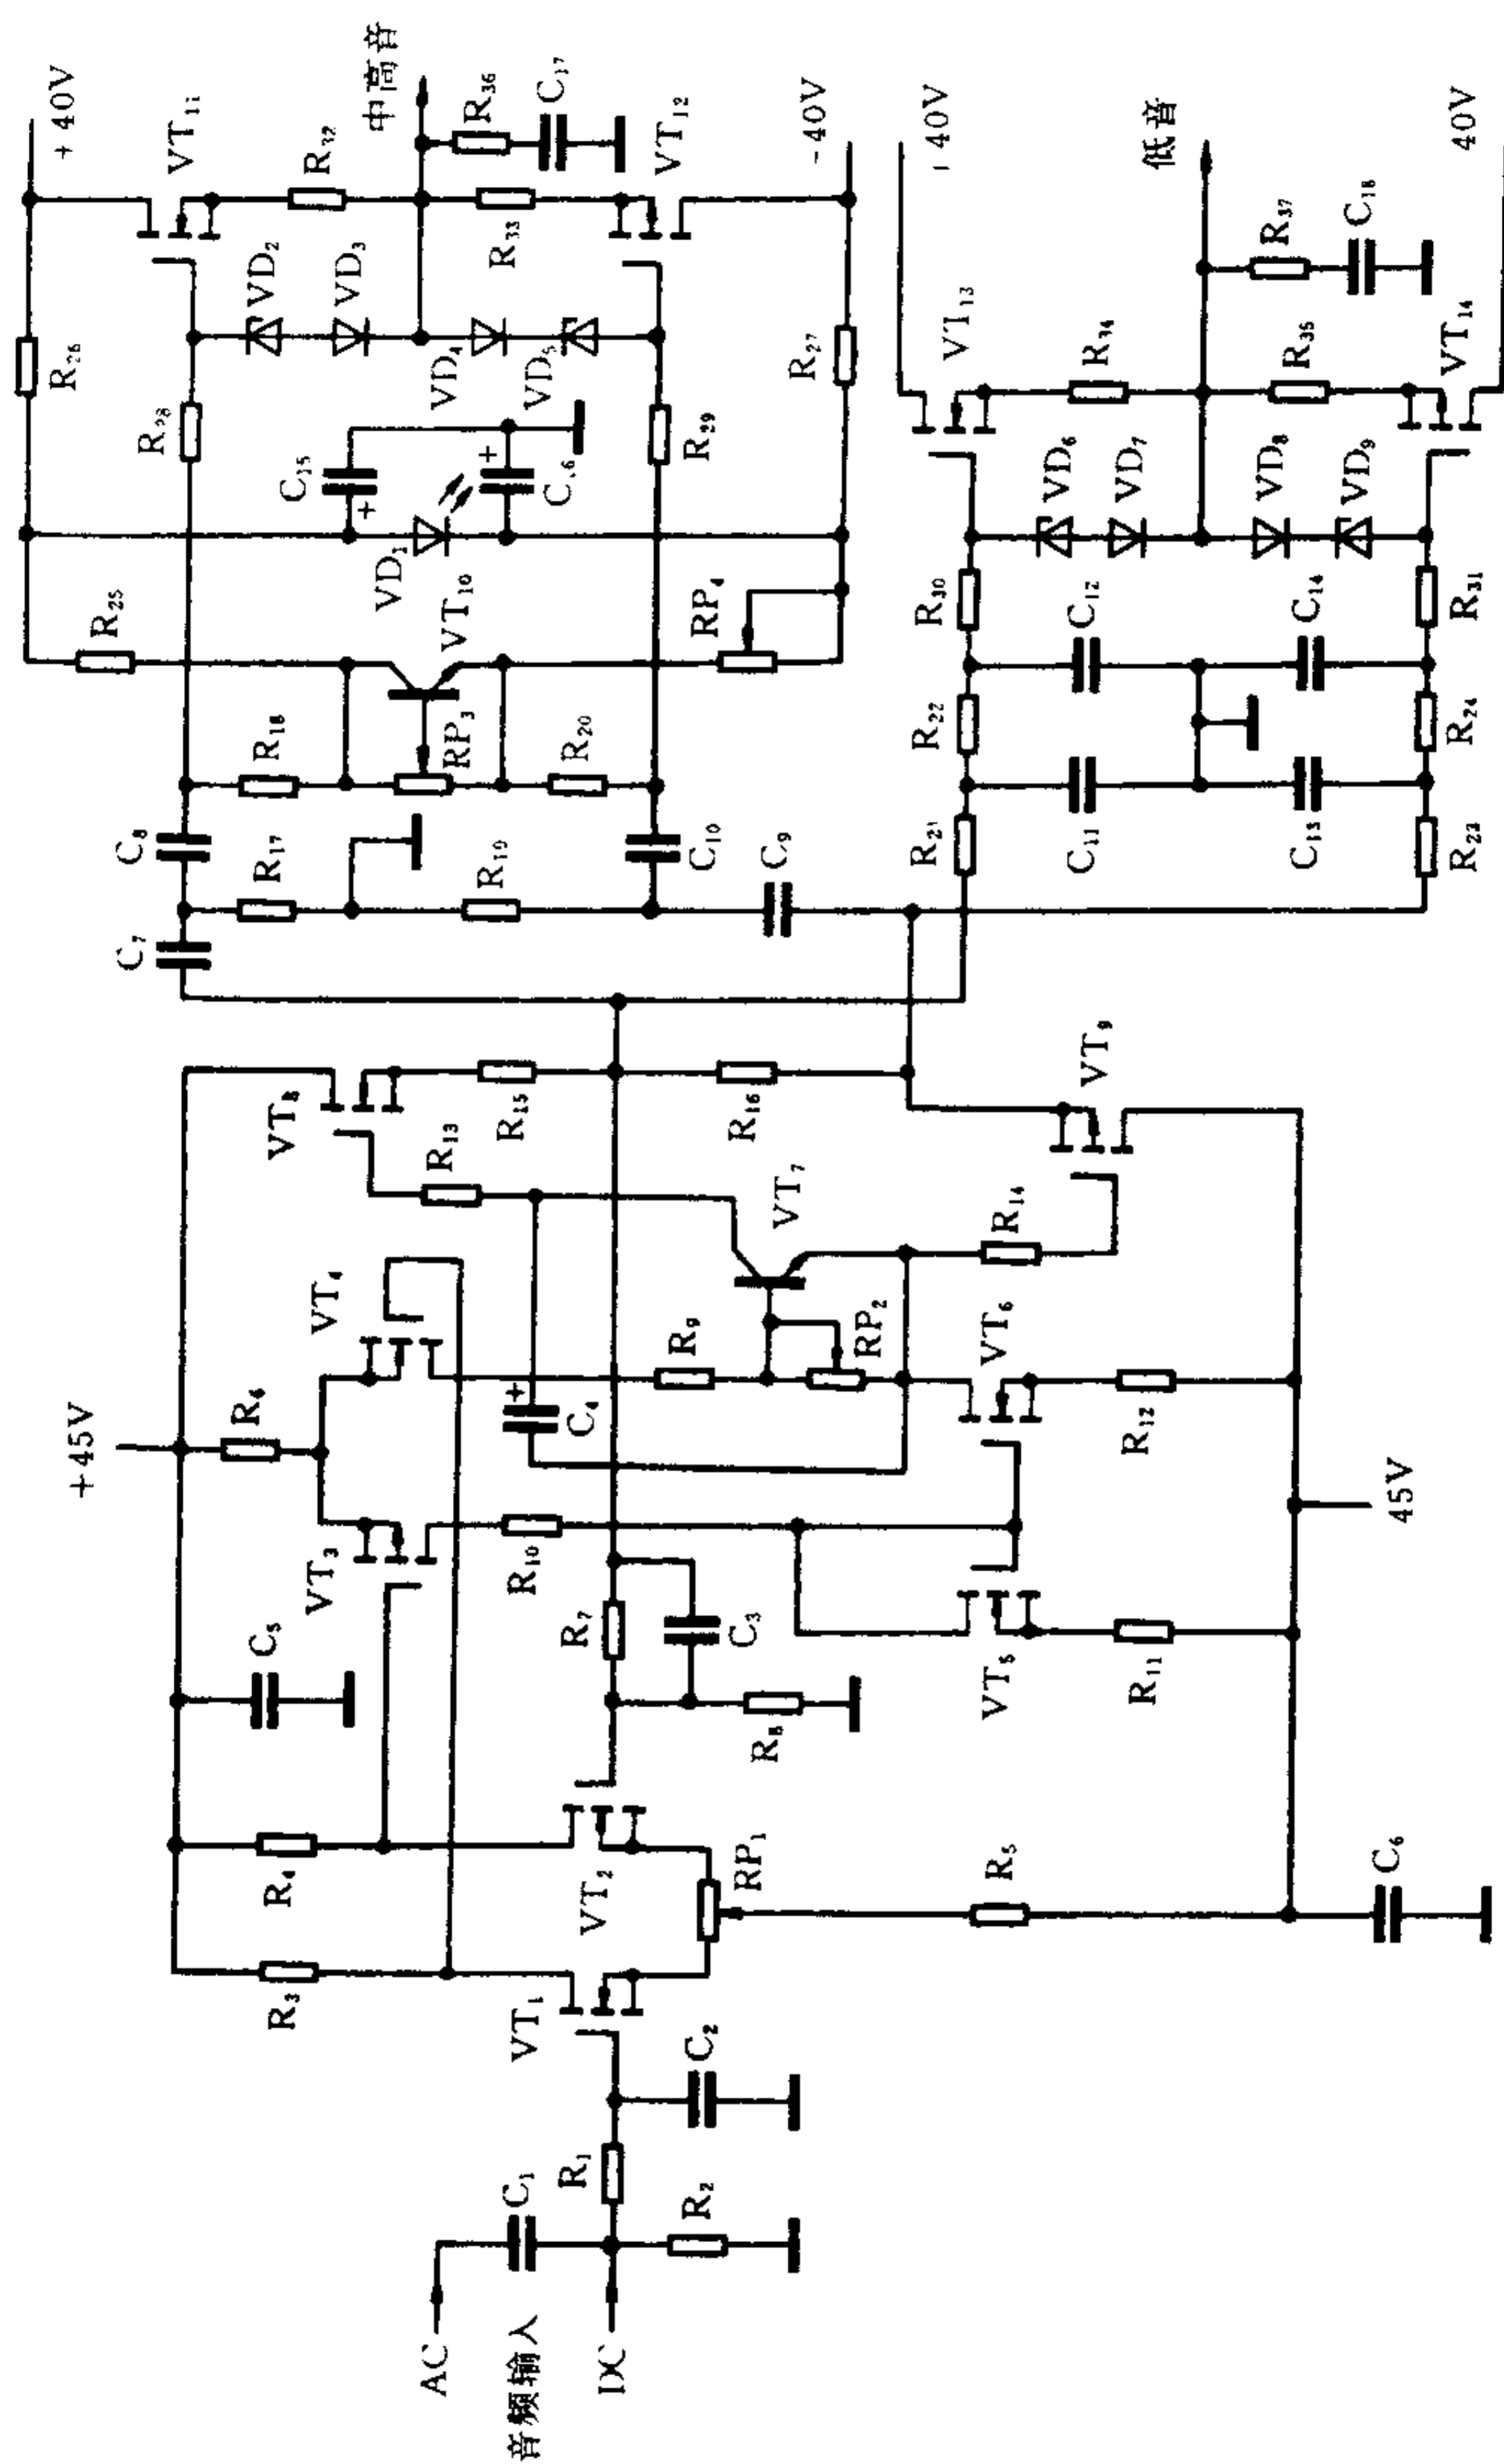 AC
音频输入
DC
C₁
R₁
R₂
C₂
VT₁
R₃
R₄
VT₂
RP₁
R₅
C₆
C₅
R₇
C₃
R₈
VT₃
R₁₀
VT₅
R₁₁
45V
+45V
R₆
VT₄
C₄
R₉
RP₂
VT₆
R₁₂
VT₇
R₁₃
R₁₄
VT₈
R₁₅
R₁₆
VT₉
C₇
C₈
R₁₇
R₁₉
C₁₀
C₉
R₁₈
RP₃
R₂₀
VT₁₀
R₂₅
RP₄
VD₁
C₁₅
R₂₈
R₂₉
R₂₆
R₂₇
VD₂
VD₃
VD₄
VD₅
+40V
VT₁₁
R₃₂
R₃₃
VT₁₂
-40V
中高音
R₃₆
C₁₇
R₂₁
R₂₂
R₃₀
C₁₁
C₁₂
C₁₃
C₁₄
R₂₄
R₃₁
VD₆
VD₇
VD₈
VD₉
VT₁₃
R₃₄
R₃₅
VT₁₄
40V
低音
R₃₇
C₁₈
40V